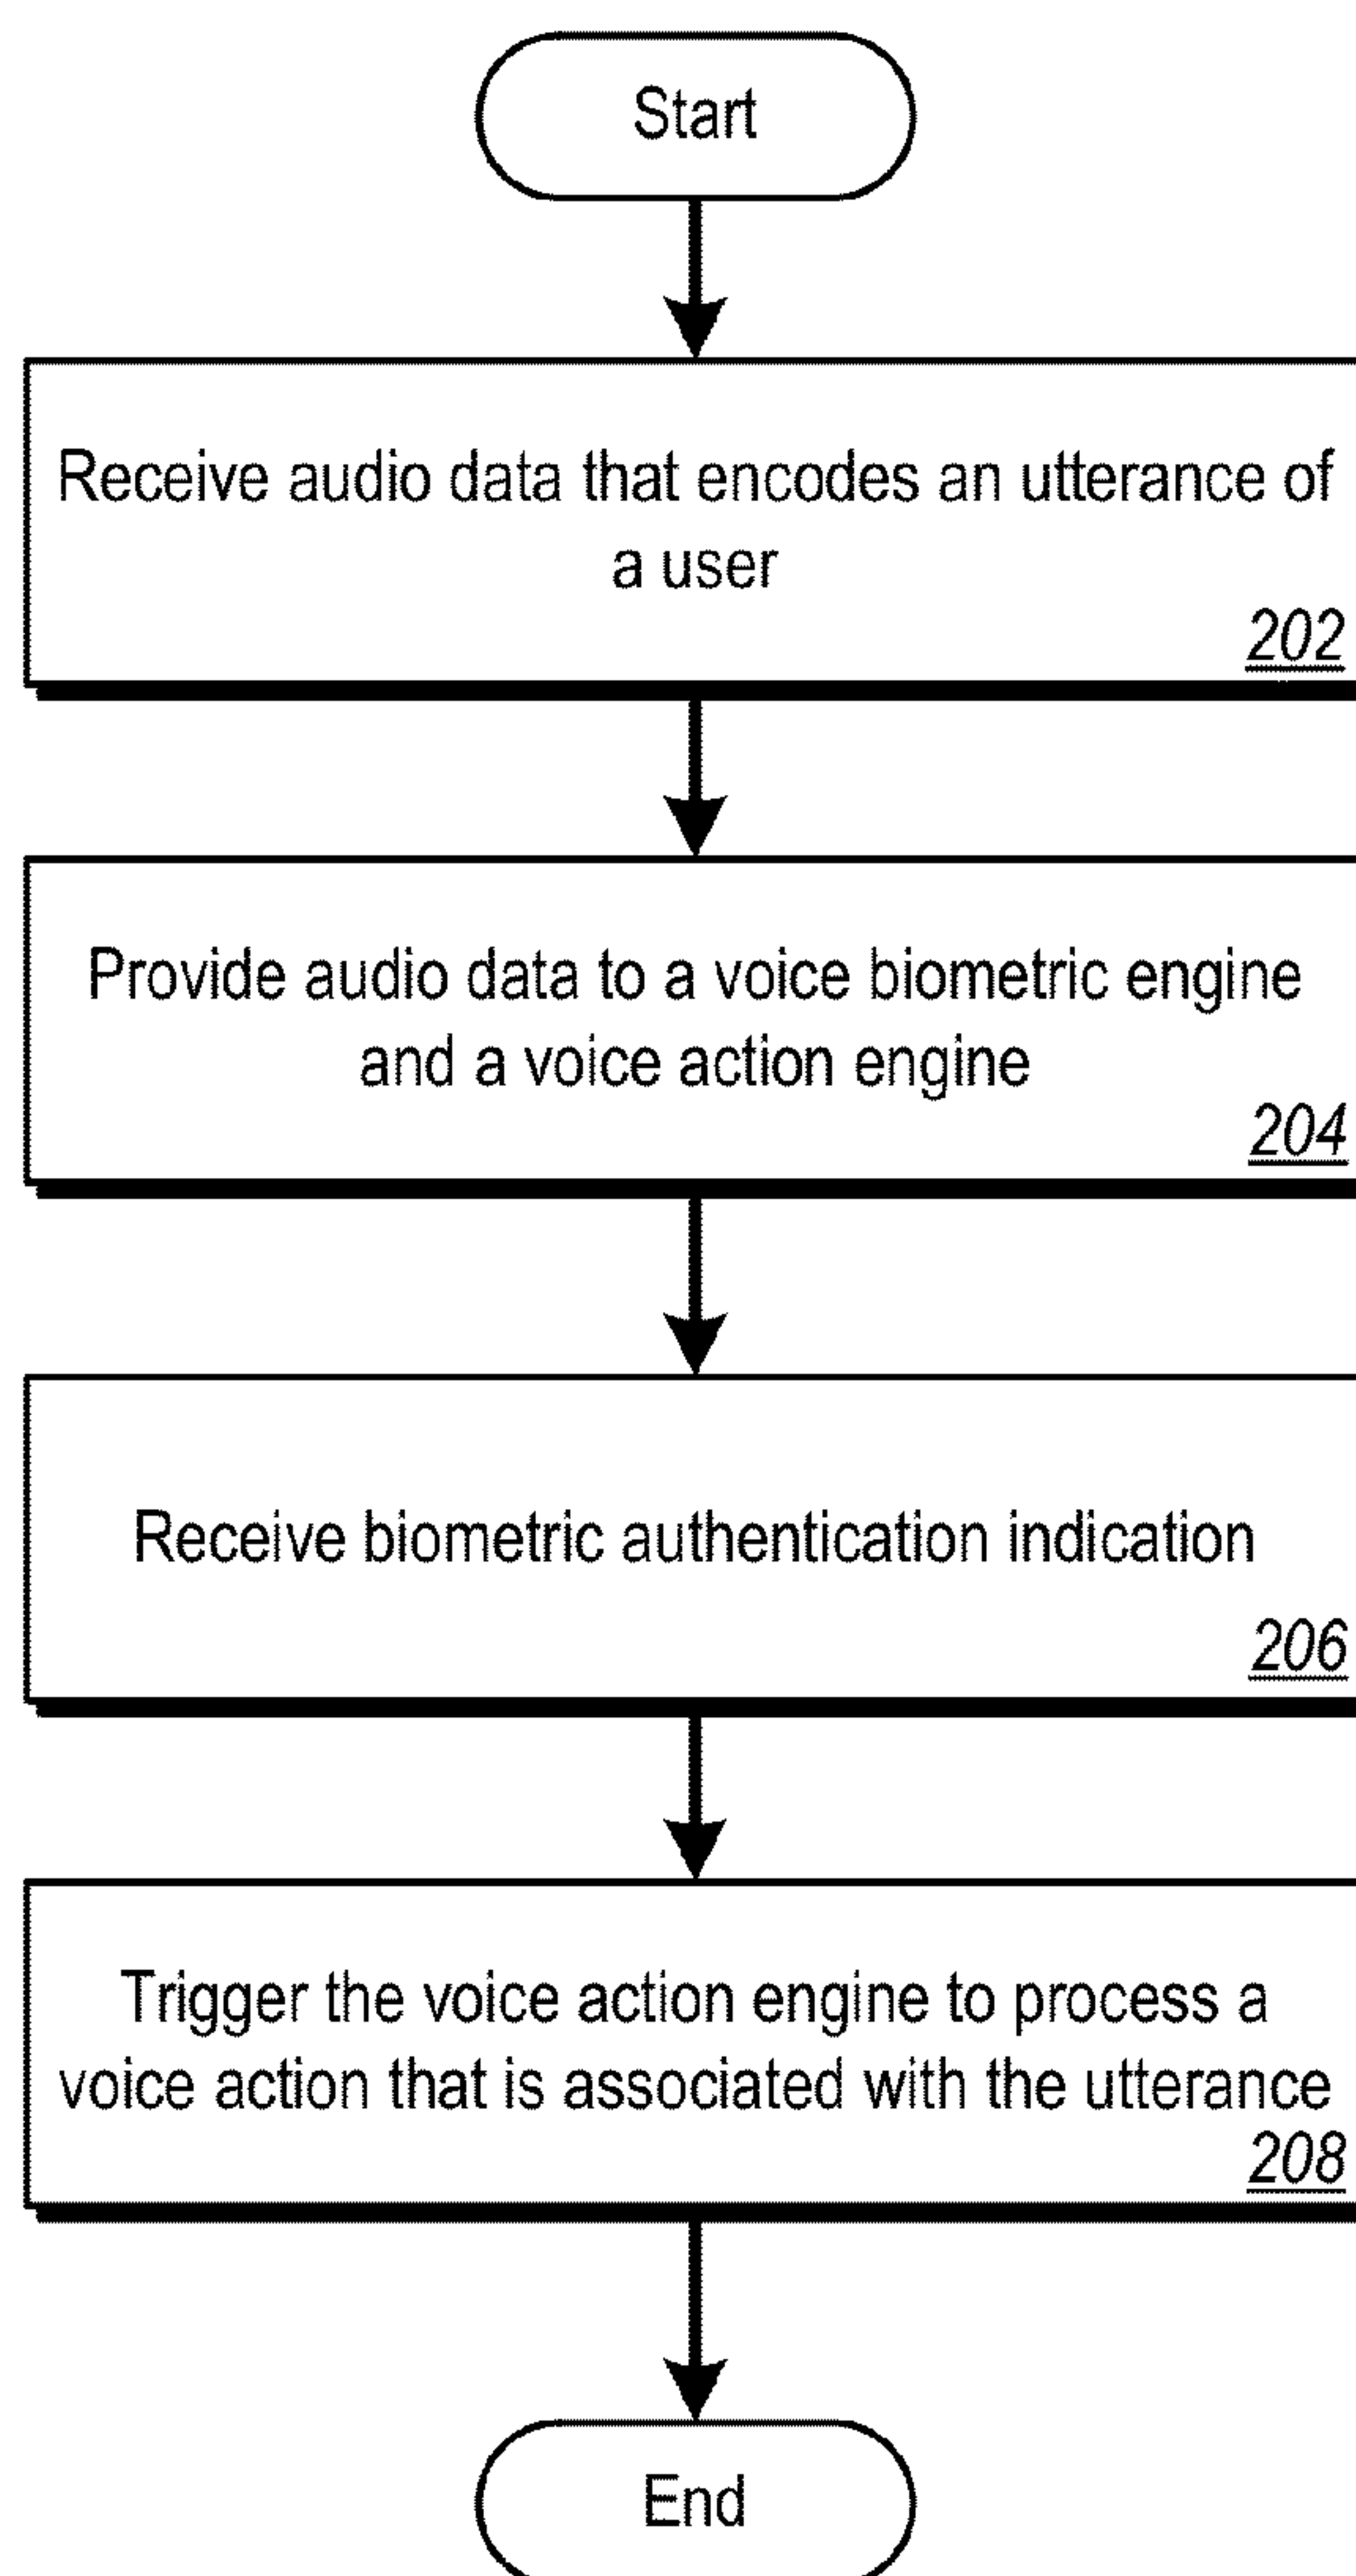 Start
Receive audio data that encodes an utterance of
a user
202
Provide audio data to a voice biometric engine
and a voice action engine
204
Receive biometric authentication indication
206
Trigger the voice action engine to process a
voice action that is associated with the utterance
208
End